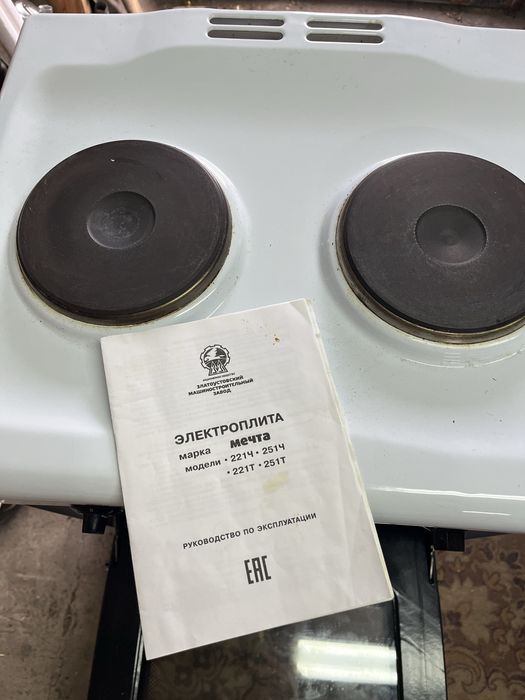 ЗЛАТОУСТОВСКИЙ
МАШИНОСТРОИТЕЛЬНЫЙ
ЗАВОД
ЭЛЕКТРОПЛИТА
марка мечта
модели • 221Ч • 251Ч
• 221Т • 251Т
РУКОВОДСТВО ПО ЭКСПЛУАТАЦИИ
ЕАС